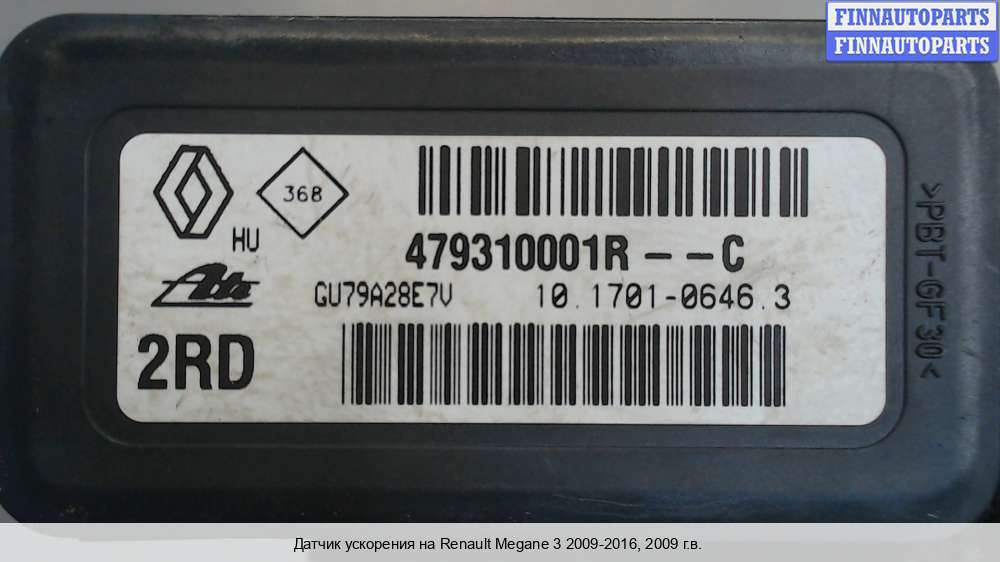 FINNAUTOPARTS
FINNAUTOPARTS
368
HU
479310001R--C
Ate
GU79A28E7V 10.1701-0646.3
2RD
>PBT-GF30<
Датчик ускорения на Renault Megane 3 2009-2016, 2009 г.в.